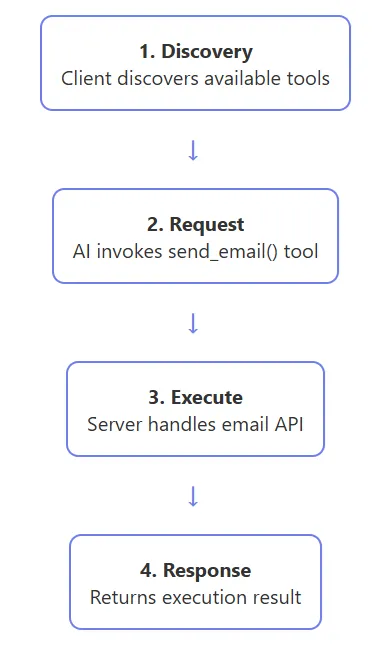 1. Discovery
Client discovers available tools
↓
2. Request
AI invokes send_email() tool
↓
3. Execute
Server handles email API
↓
4. Response
Returns execution result